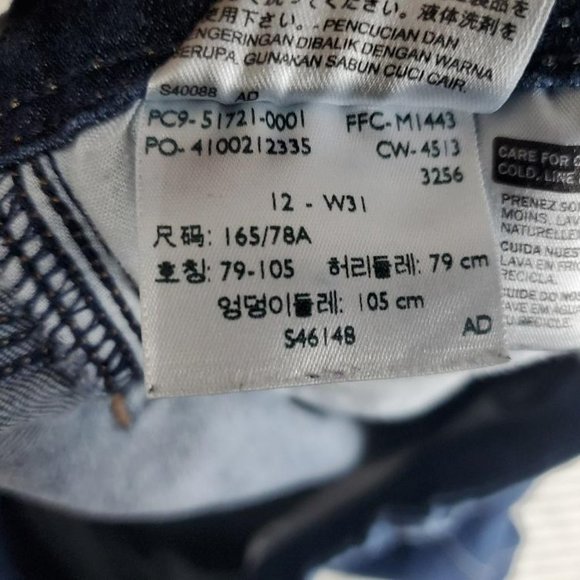 使用下さい。液体洗剤を
- PENCUCIAN DAN
ENGERINGAN DIBALIK DENGAN WARNA
SERUPA. GUNAKAN SABUN CUCI CAIR.
S40088 AD
PC9-51721-0001 FFC-M1443
PO-4100212335 CW-4513
3256
12 - W31
尺码: 165/78A
호칭: 79-105 허리둘레: 79 cm
엉덩이둘레: 105 cm
S46148 AD
CARE FOR
COLD, LINE
PRENEZ
MOINS, LAV
NATURELLE
CUIDA NUES
LAVA EN FR
RECICLA.
CUIDE DO
LAVE EM
OU RECICLE.